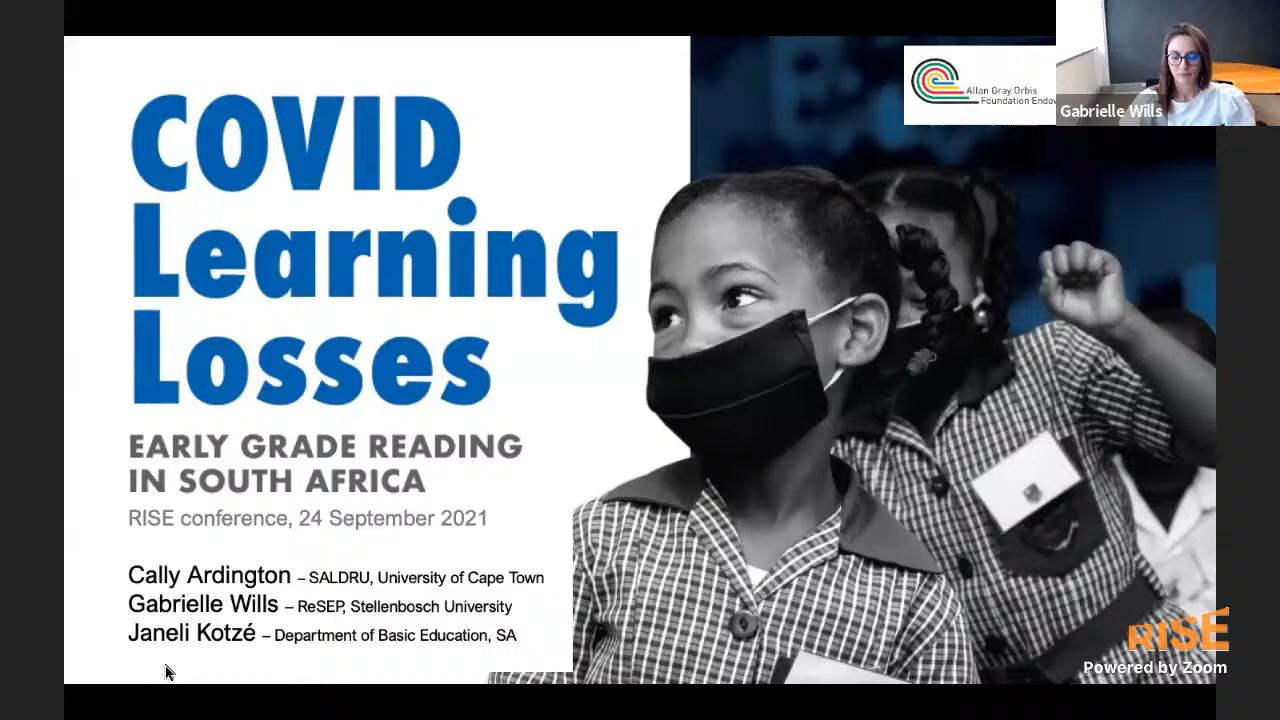 COVID
Learning
Losses
EARLY GRADE READING
IN SOUTH AFRICA
RISE conference, 24 September 2021
Cally Ardington – SALDRU, University of Cape Town
Gabrielle Wills – ReSEP, Stellenbosch University
Janeli Kotzé – Department of Basic Education, SA
Allan Gray Orbis
Foundation Endow
Gabrielle Wills
RISE
Powered by Zoom